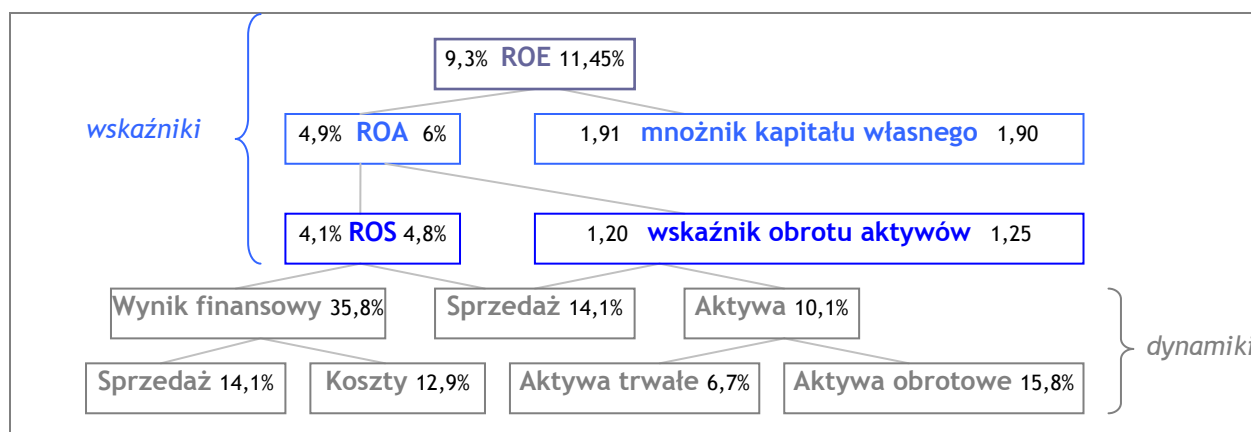 9,3% ROE 11,45%
wskaźniki
4,9% ROA 6%
1,91 mnożnik kapitału własnego 1,90
4,1% ROS 4,8%
1,20 wskaźnik obrotu aktywów 1,25
Wynik finansowy 35,8%
Sprzedaż 14,1%
Aktywa 10,1%
dynamiki
Sprzedaż 14,1%
Koszty 12,9%
Aktywa trwałe 6,7%
Aktywa obrotowe 15,8%